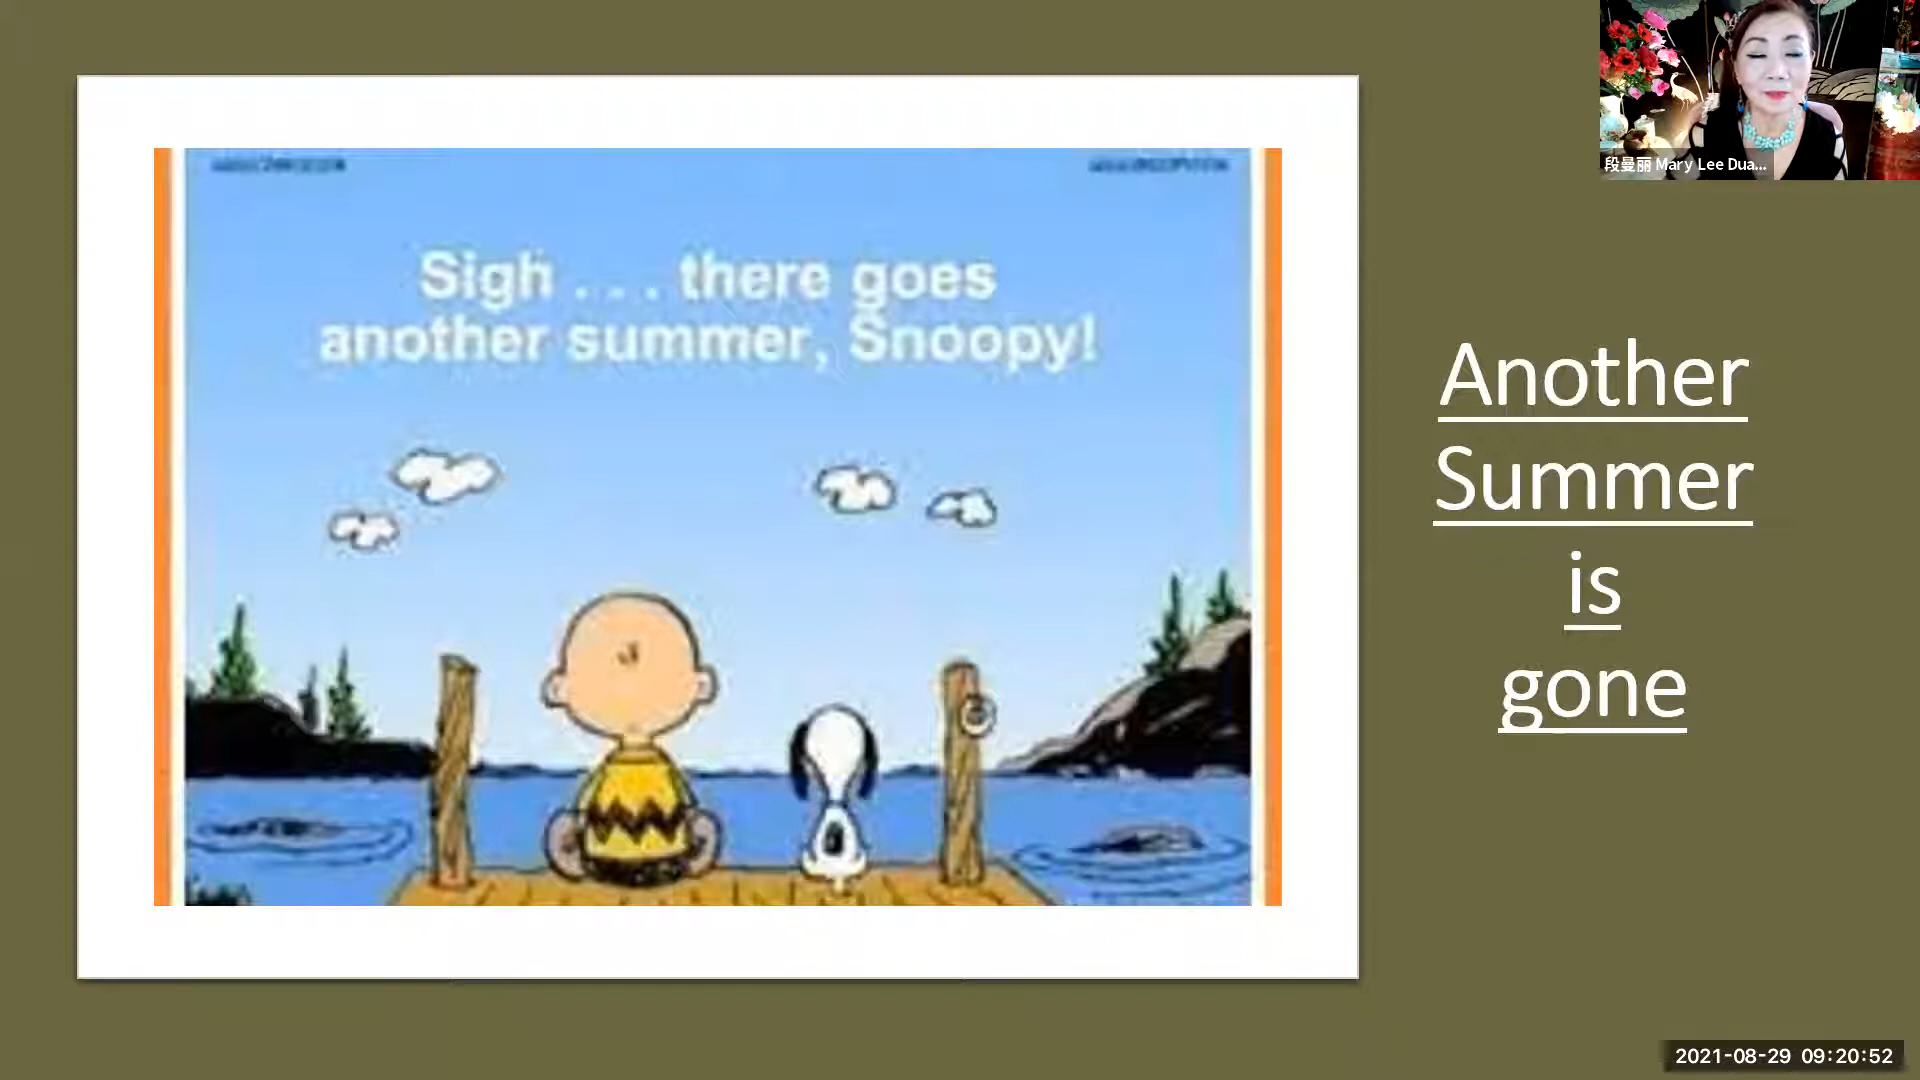 段曼丽 Mary Lee Dua...
Sigh . . . there goes
another summer, Snoopy!
Another
Summer
is
gone
2021-08-29 09:20:52